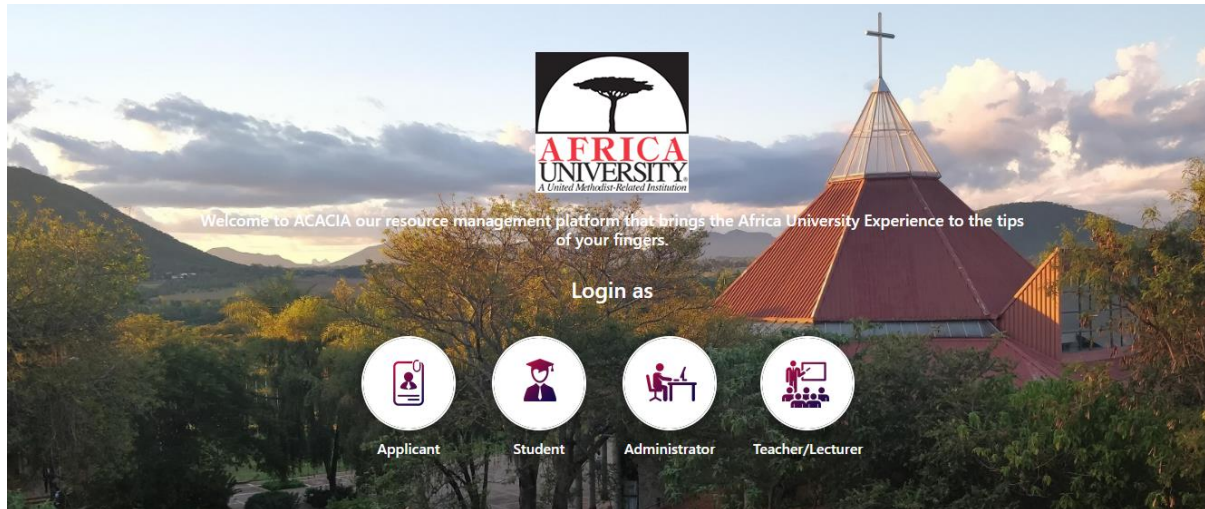 AFRICA
UNIVERSITY®
A United Methodist-Related Institution
Welcome to ACACIA our resource management platform that brings the Africa University Experience to the tips
of your fingers.
Login as
Applicant
Student
Administrator
Teacher/Lecturer